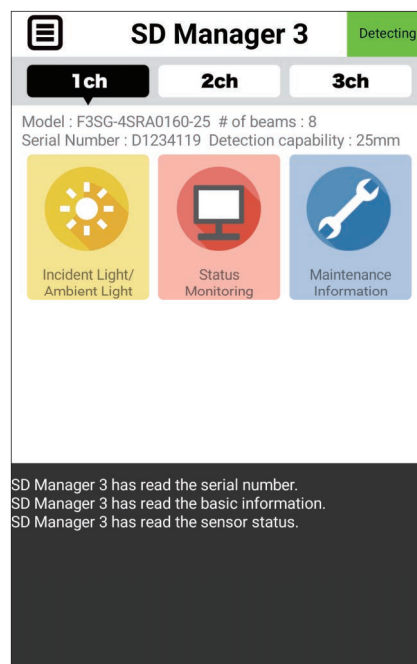 SD Manager 3
Detecting
1ch
2ch
3ch
Model : F3SG-4SRA0160-25 # of beams : 8
Serial Number : D1234119 Detection capability : 25mm
Incident Light/
Ambient Light
Status
Monitoring
Maintenance
Information
SD Manager 3 has read the serial number.
SD Manager 3 has read the basic information.
SD Manager 3 has read the sensor status.